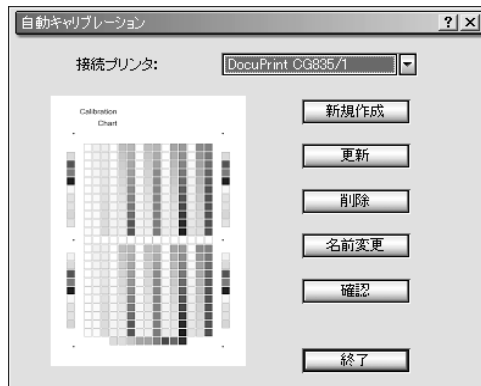 自動キャリブレーション
接続プリンタ:
DocuPrint CG835/1
Calibration
Chart
新規作成
更新
削除
名前変更
確認
終了